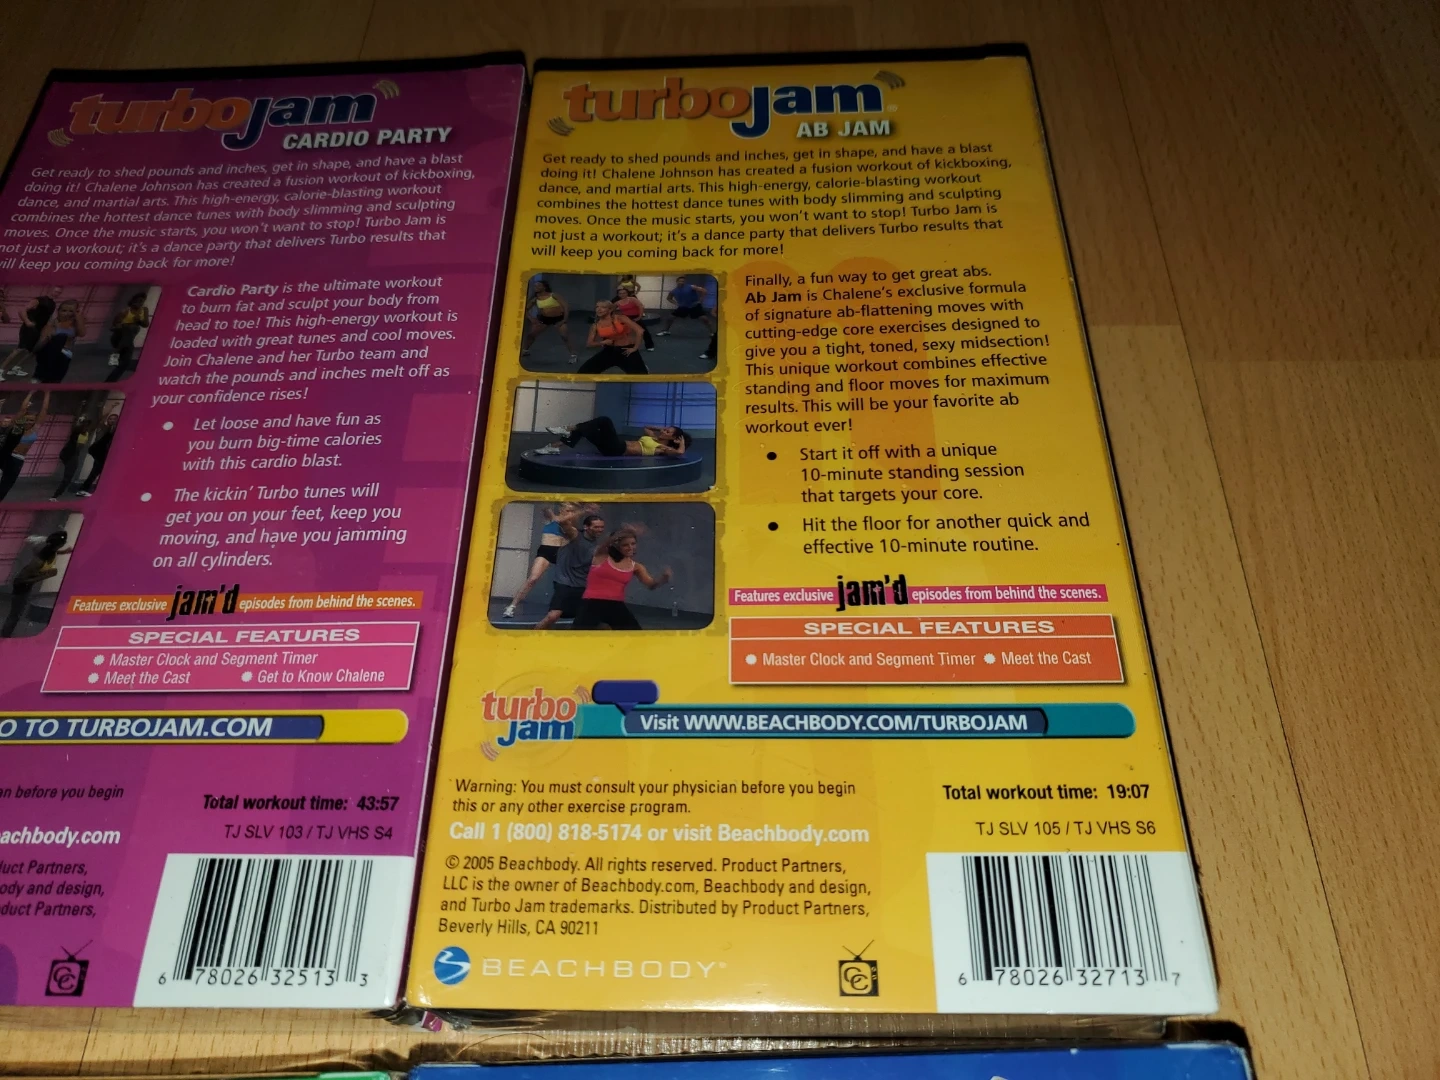 turbojam
CARDIO PARTY
Get ready to shed pounds and inches, get in shape, and have a blast
doing it! Chalene Johnson has created a fusion workout of kickboxing,
dance, and martial arts. This high-energy, calorie-blasting workout
combines the hottest dance tunes with body slimming and sculpting
moves. Once the music starts, you won't want to stop! Turbo Jam is
not just a workout; it's a dance party that delivers Turbo results that
will keep you coming back for more!
Cardio Party is the ultimate workout
to burn fat and sculpt your body from
head to toe! This high-energy workout is
loaded with great tunes and cool moves.
Join Chalene and her Turbo team and
watch the pounds and inches melt off as
your confidence rises!
• Let loose and have fun as
you burn big-time calories
with this cardio blast.
• The kickin' Turbo tunes will
get you on your feet, keep you
moving, and have you jamming
on all cylinders.
Features exclusive jam'd episodes from behind the scenes.
SPECIAL FEATURES
Master Clock and Segment Timer
Meet the Cast Get to Know Chalene
O TO TURBOJAM.COM
an before you begin
Total workout time: 43:57
TJ SLV 103 / TJ VHS S4
achbody.com
duct Partners,
ody and design,
duct Partners,
CC
6 78026 32513 3
turbojam
AB JAM
Get ready to shed pounds and inches, get in shape, and have a blast
doing it! Chalene Johnson has created a fusion workout of kickboxing,
dance, and martial arts. This high-energy, calorie-blasting workout
combines the hottest dance tunes with body slimming and sculpting
moves. Once the music starts, you won't want to stop! Turbo Jam is
not just a workout; it's a dance party that delivers Turbo results that
will keep you coming back for more!
Finally, a fun way to get great abs.
Ab Jam is Chalene's exclusive formula
of signature ab-flattening moves with
cutting-edge core exercises designed to
give you a tight, toned, sexy midsection!
This unique workout combines effective
standing and floor moves for maximum
results. This will be your favorite ab
workout ever!
• Start it off with a unique
10-minute standing session
that targets your core.
• Hit the floor for another quick and
effective 10-minute routine.
Features exclusive jam'd episodes from behind the scenes.
SPECIAL FEATURES
Master Clock and Segment Timer Meet the Cast
turbo
jam
Visit WWW.BEACHBODY.COM/TURBOJAM
Warning: You must consult your physician before you begin
this or any other exercise program.
Total workout time: 19:07
Call 1 (800) 818-5174 or visit Beachbody.com
TJ SLV 105 / TJ VHS S6
© 2005 Beachbody. All rights reserved. Product Partners,
LLC is the owner of Beachbody.com, Beachbody and design,
and Turbo Jam trademarks. Distributed by Product Partners,
Beverly Hills, CA 90211
BEACHBODY®
CC
6 78026 32713 7